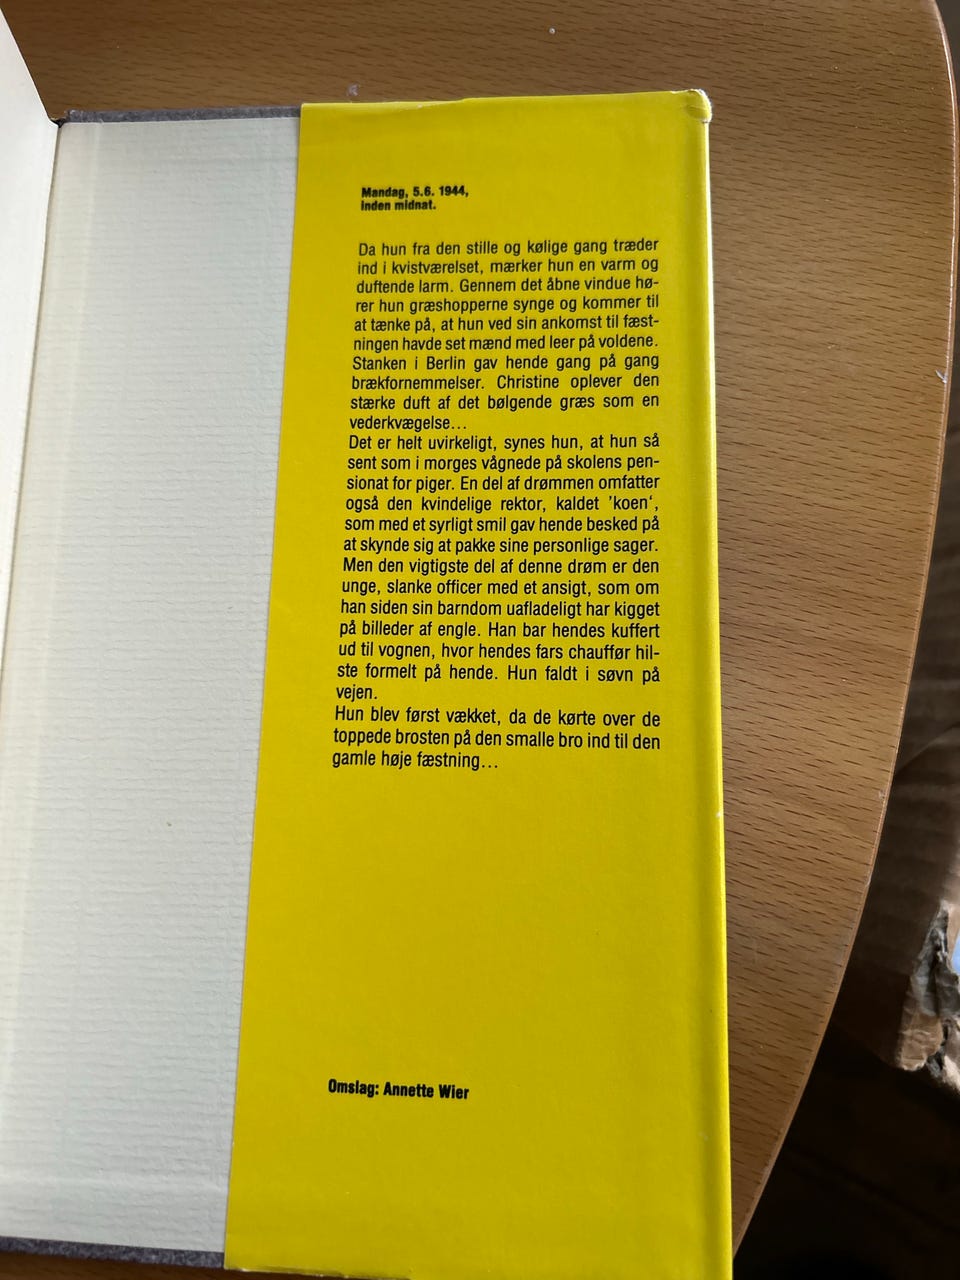 Mandag, 5.6. 1944,
inden midnat.
Da hun fra den stille og kølige gang træder
ind i kvistværelset, mærker hun en varm og
duftende larm. Gennem det åbne vindue hø-
rer hun græshopperne synge og kommer til
at tænke på, at hun ved sin ankomst til fæst-
ningen havde set mænd med leer på voldene.
Stanken i Berlin gav hende gang på gang
brækfornemmelser. Christine oplever den
stærke duft af det bølgende græs som en
vederkvægelse...
Det er helt uvirkeligt, synes hun, at hun så
sent som i morges vågnede på skolens pen-
sionat for piger. En del af drømmen omfatter
også den kvindelige rektor, kaldet 'koen',
som med et syrligt smil gav hende besked på
at skynde sig at pakke sine personlige sager.
Men den vigtigste del af denne drøm er den
unge, slanke officer med et ansigt, som om
han siden sin barndom uafladeligt har kigget
på billeder af engle. Han bar hendes kuffert
ud til vognen, hvor hendes fars chauffør hil-
ste formelt på hende. Hun faldt i søvn på
vejen.
Hun blev først vækket, da de kørte over de
toppede brosten på den smalle bro ind til den
gamle høje fæstning...
Omslag: Annette Wier